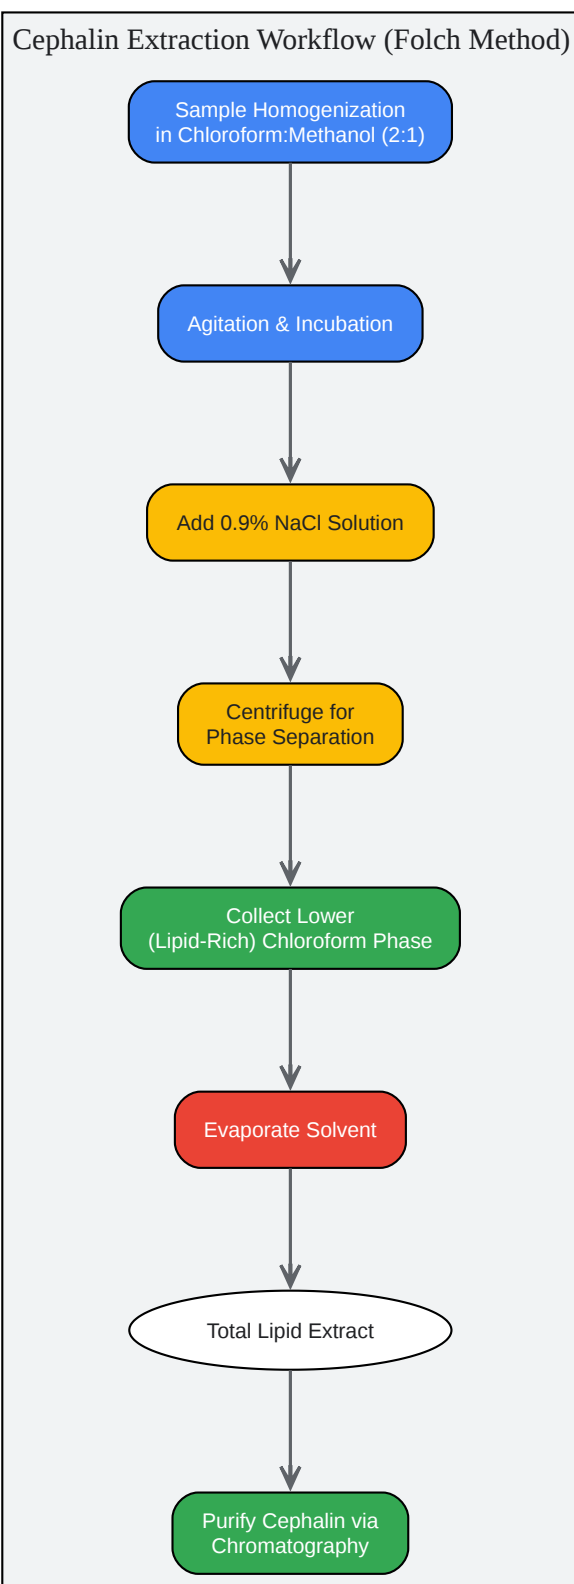 Cephalin Extraction Workflow (Folch Method)
Sample Homogenization
in Chloroform:Methanol (2:1)
Agitation & Incubation
Add 0.9% NaCl Solution
Centrifuge for
Phase Separation
Collect Lower
(Lipid-Rich) Chloroform Phase
Evaporate Solvent
Total Lipid Extract
Purify Cephalin via
Chromatography